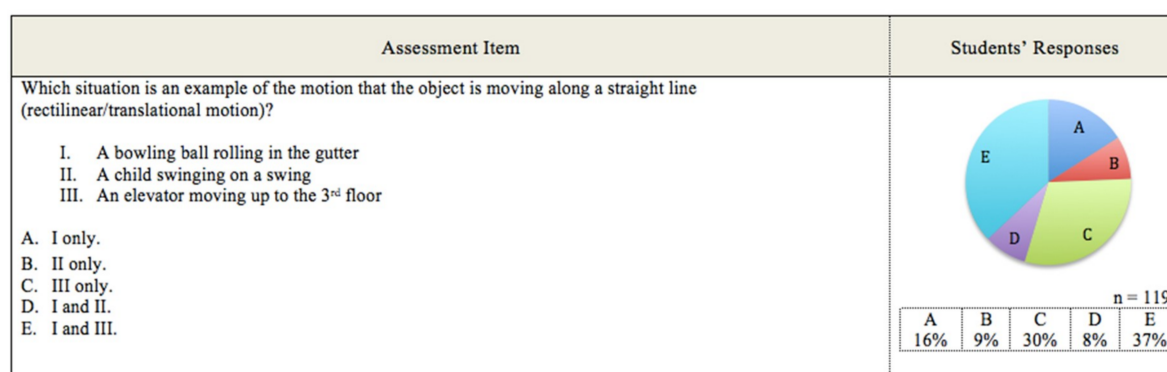 Assessment Item
Students’ Responses
Which situation is an example of the motion that the object is moving along a straight line
(rectilinear/translational motion)?
I. A bowling ball rolling in the gutter
II. A child swinging on a swing
III. An elevator moving up to the 3rd floor
A. I only.
B. II only.
C. III only.
D. I and II.
E. I and III.
A
B
C
D
E
n = 119
A B C D E
16% 9% 30% 8% 37%